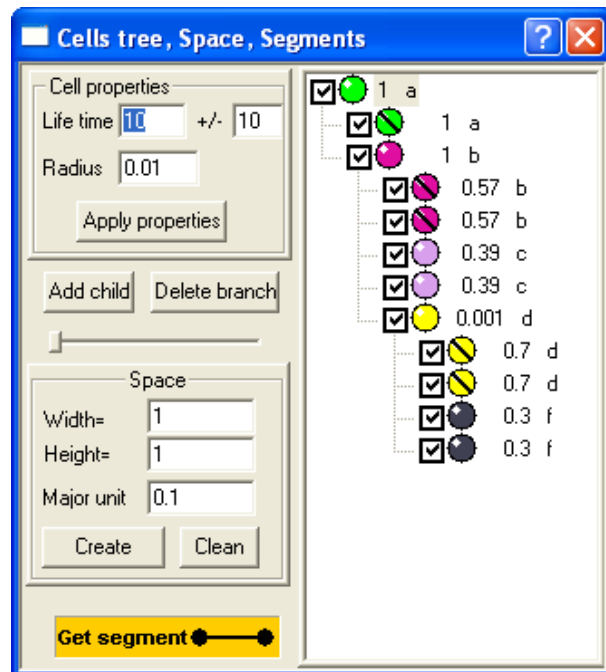 Cells tree, Space, Segments
Cell properties
Life time 10 +/- 10
Radius 0.01
Apply properties
Add child Delete branch
Space
Width= 1
Height= 1
Major unit 0.1
Create Clean
Get segment
1 a
1 a
1 b
0.57 b
0.57 b
0.39 c
0.39 c
0.001 d
0.7 d
0.7 d
0.3 f
0.3 f